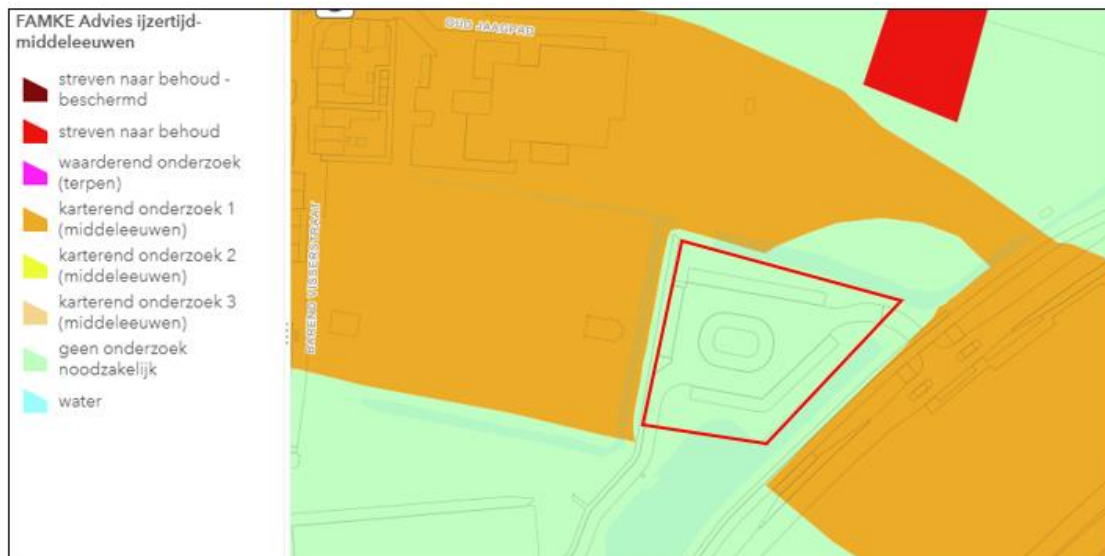 FAMKE Advies ijzertijd-
middeleeuwen
streven naar behoud -
beschermd
streven naar behoud
waarderend onderzoek
(terpen)
karterend onderzoek 1
(middeleeuwen)
karterend onderzoek 2
(middeleeuwen)
karterend onderzoek 3
(middeleeuwen)
geen onderzoek
noodzakelijk
water
OUD JAAGPAD
BAREND VISSERSTRAAT